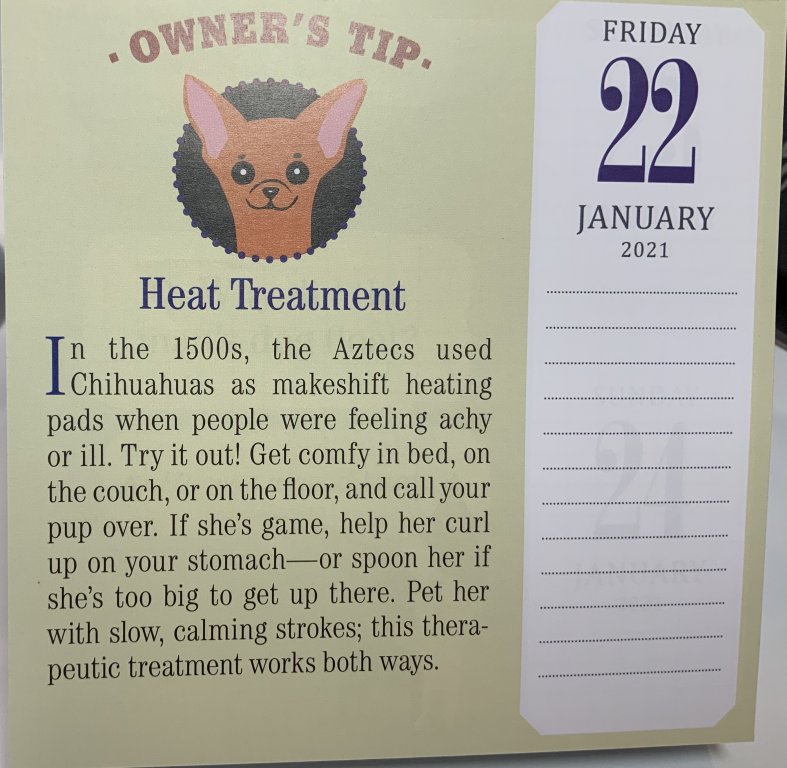 · OWNER'S TIP ·
Heat Treatment
In the 1500s, the Aztecs used
Chihuahuas as makeshift heating
pads when people were feeling achy
or ill. Try it out! Get comfy in bed, on
the couch, or on the floor, and call your
pup over. If she's game, help her curl
up on your stomach—or spoon her if
she's too big to get up there. Pet her
with slow, calming strokes; this thera-
peutic treatment works both ways.
FRIDAY
22
JANUARY
2021
SUNDAY
24
JANUARY